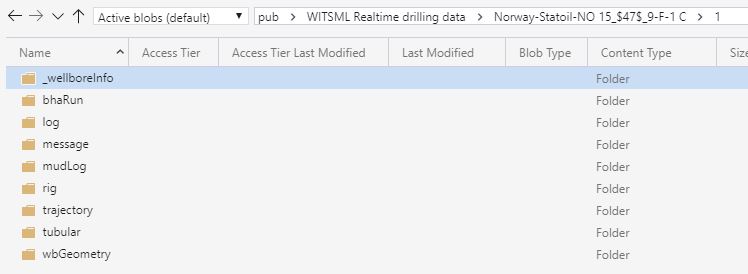 Active blobs (default) pub WITSML Realtime drilling data Norway-Statoil-NO 15_$47$_9-F-1 C 1
Name Access Tier Access Tier Last Modified Last Modified Blob Type Content Type Size
_wellboreInfo Folder
bhaRun Folder
log Folder
message Folder
mudLog Folder
rig Folder
trajectory Folder
tubular Folder
wbGeometry Folder